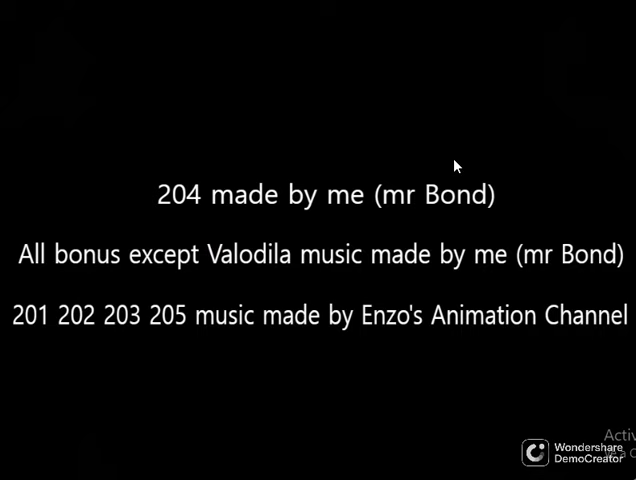 204 made by me (mr Bond)
All bonus except Valodila music made by me (mr Bond)
201 202 203 205 music made by Enzo's Animation Channel
Wondershare
DemoCreator